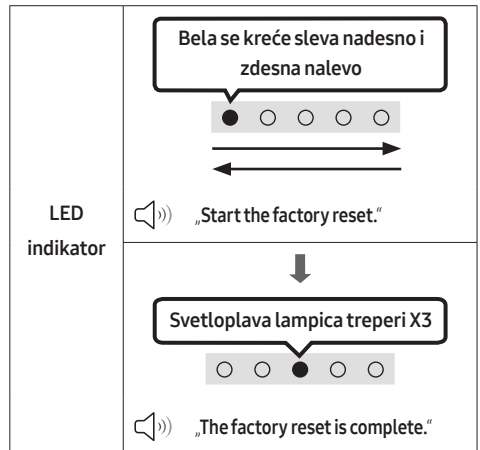 Bela se kreće sleva nadesno i
zdesna nalevo
LED
indikator
„Start the factory reset.“
Svetloplava lampica treperi X3
„The factory reset is complete.“